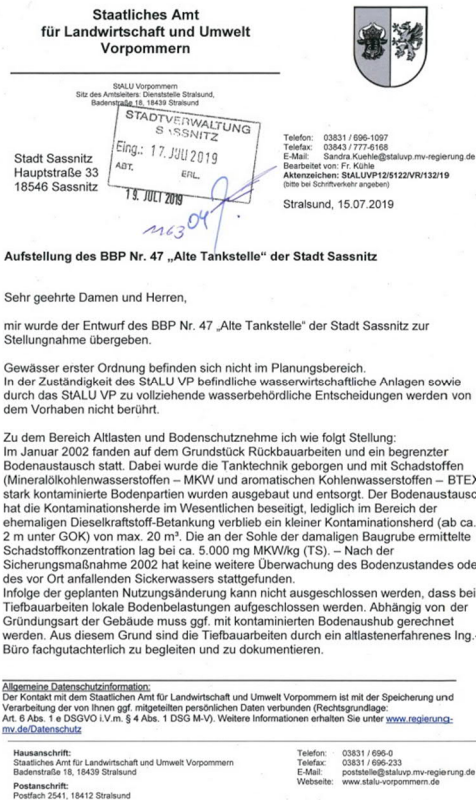 Staatliches Amt
für Landwirtschaft und Umwelt
Vorpommern
StALU Vorpommern
Sitz des Amtsleiters: Dienststelle Stralsund,
Badenstraße 18, 18439 Stralsund
STADTVERWALTUNG
SASSNITZ
Eing.: 17. JULI 2019
ABT. ERL.
19. JULI 2019
1163 04
Stadt Sassnitz
Hauptstraße 33
18546 Sassnitz
Telefon: 03831 / 696-1097
Telefax: 03843 / 777-6168
E-Mail: Sandra.Kuehle@staluvp.mv-regierung.de
Bearbeitet von: Fr. Kühle
Aktenzeichen: StALUVP12/5122/VR/132/19
(bitte bei Schriftverkehr angeben)
Stralsund, 15.07.2019
Aufstellung des BBP Nr. 47 „Alte Tankstelle“ der Stadt Sassnitz
Sehr geehrte Damen und Herren,
mir wurde der Entwurf des BBP Nr. 47 „Alte Tankstelle“ der Stadt Sassnitz zur
Stellungnahme übergeben.
Gewässer erster Ordnung befinden sich nicht im Planungsbereich.
In der Zuständigkeit des StALU VP befindliche wasserwirtschaftliche Anlagen sowie
durch das StALU VP zu vollziehende wasserbehördliche Entscheidungen werden von
dem Vorhaben nicht berührt.
Zu dem Bereich Altlasten und Bodenschutznehme ich wie folgt Stellung:
Im Januar 2002 fanden auf dem Grundstück Rückbauarbeiten und ein begrenzter
Bodenaustausch statt. Dabei wurde die Tanktechnik geborgen und mit Schadstoffen
(Mineralölkohlenwasserstoffen – MKW und aromatischen Kohlenwasserstoffen – BTEX
stark kontaminierte Bodenpartien wurden ausgebaut und entsorgt. Der Bodenaustausc
hat die Kontaminationsherde im Wesentlichen beseitigt, lediglich im Bereich der
ehemaligen Dieselkraftstoff-Betankung verblieb ein kleiner Kontaminationsherd (ab ca.
2 m unter GOK) von max. 20 m³. Die an der Sohle der damaligen Baugrube ermittelte
Schadstoffkonzentration lag bei ca. 5.000 mg MKW/kg (TS). – Nach der
Sicherungsmaßnahme 2002 hat keine weitere Überwachung des Bodenzustandes ode
des vor Ort anfallenden Sickerwassers stattgefunden.
Infolge der geplanten Nutzungsänderung kann nicht ausgeschlossen werden, dass bei
Tiefbauarbeiten lokale Bodenbelastungen aufgeschlossen werden. Abhängig von der
Gründungsart der Gebäude muss ggf. mit kontaminierten Bodenaushub gerechnet
werden. Aus diesem Grund sind die Tiefbauarbeiten durch ein altlastenerfahrenes Ing.-
Büro fachgutachterlich zu begleiten und zu dokumentieren.
Allgemeine Datenschutzinformation:
Der Kontakt mit dem Staatlichen Amt für Landwirtschaft und Umwelt Vorpommern ist mit der Speicherung und
Verarbeitung der von Ihnen ggf. mitgeteilten persönlichen Daten verbunden (Rechtsgrundlage:
Art. 6 Abs. 1 e DSGVO i.V.m. § 4 Abs. 1 DSG M-V). Weitere Informationen erhalten Sie unter www.regierung-
mv.de/Datenschutz
Hausanschrift:
Staatliches Amt für Landwirtschaft und Umwelt Vorpommern
Badenstraße 18, 18439 Stralsund
Postanschrift:
Postfach 2541, 18412 Stralsund
Telefon: 03831 / 696-0
Telefax: 03831 / 696-233
E-Mail: poststelle@staluvp.mv-regierung.de
Webseite: www.stalu-vorpommern.de